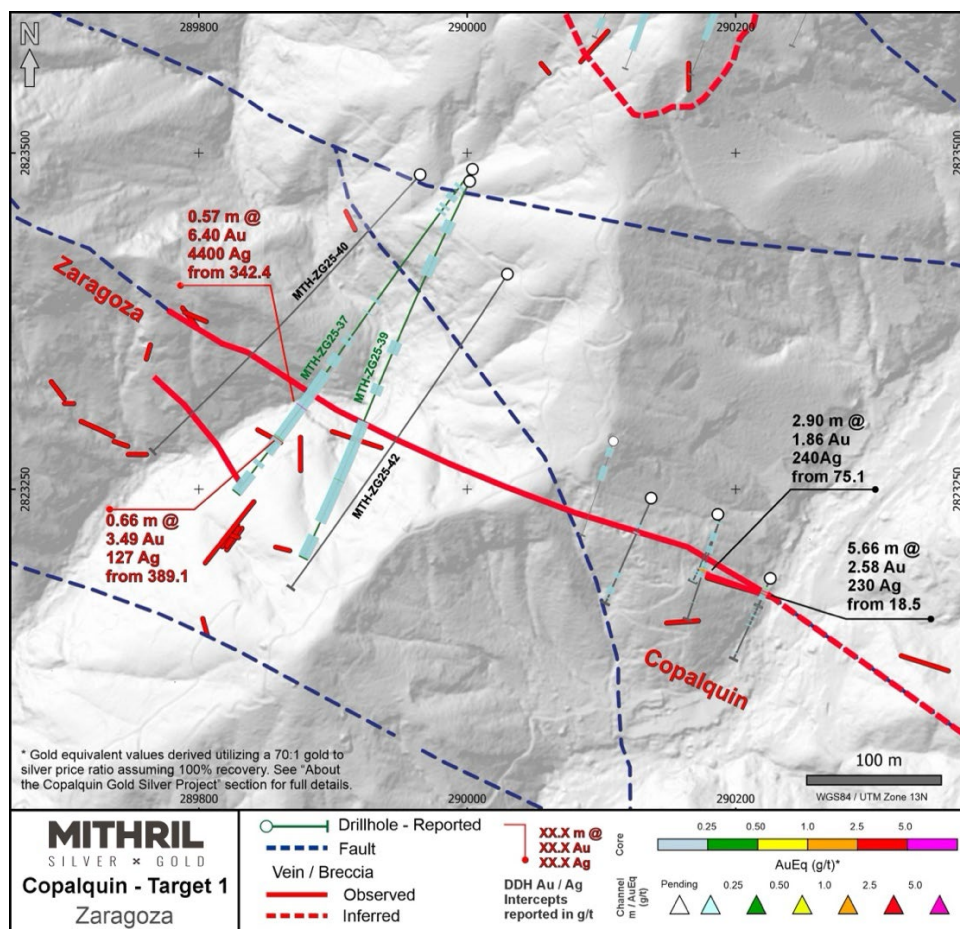 289800
290000
290200
N
2823500
2823500
0.57 m @
6.40 Au
4400 Ag
from 342.4
MTH-ZG25-40
Zaragoza
MTH-ZG25-37
MTH-ZG25-39
MTH-ZG25-42
2.90 m @
1.86 Au
240Ag
from 75.1
2823250
2823250
0.66 m @
3.49 Au
127 Ag
from 389.1
5.66 m @
2.58 Au
230 Ag
from 18.5
Copalquin
* Gold equivalent values derived utilizing a 70:1 gold to
silver price ratio assuming 100% recovery. See “About
the Copalquin Gold Silver Project” section for full details.
100 m
WGS84 / UTM Zone 13N
289800
290000
290200
MITHRIL
SILVER × GOLD
Copalquin - Target 1
Zaragoza
Drillhole - Reported
Fault
Vein / Breccia
Observed
Inferred
XX.X m @
XX.X Au
XX.X Ag
DDH Au / Ag
Intercepts
reported in g/t
Core
0.25 0.50 1.0 2.5 5.0
AuEq (g/t)*
Channel
m / AuEq
(g/t)
Pending 0.25 0.50 1.0 2.5 5.0